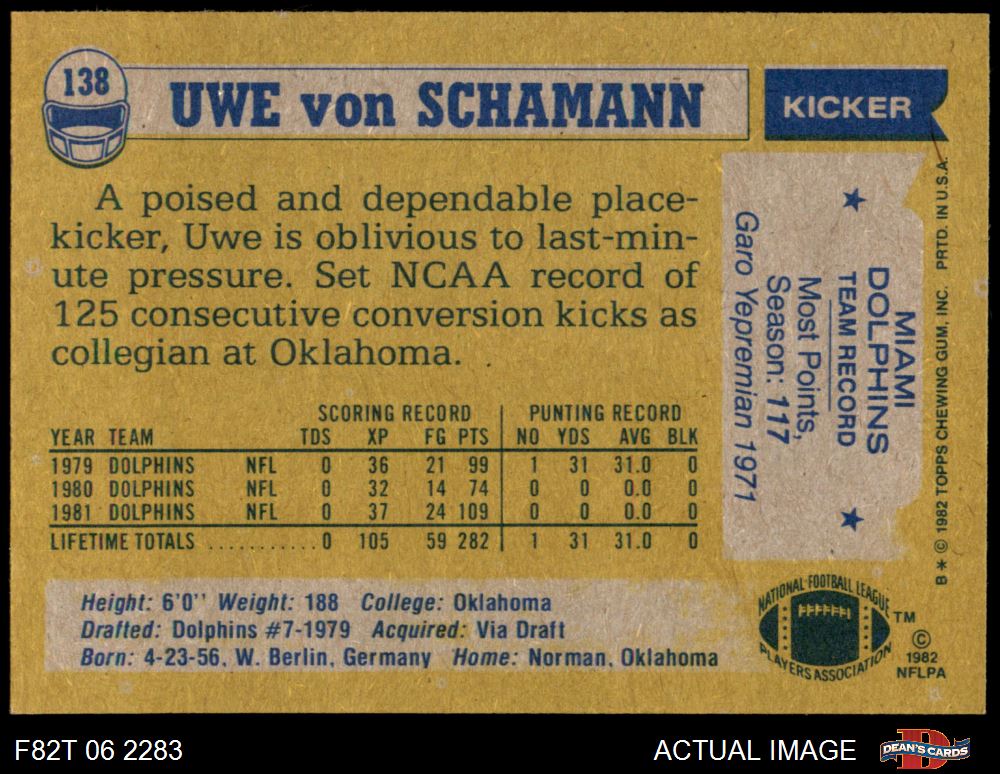 138
UWE von SCHAMANN
KICKER
A poised and dependable place-
kicker, Uwe is oblivious to last-min-
ute pressure. Set NCAA record of
125 consecutive conversion kicks as
collegian at Oklahoma.
SCORING RECORD PUNTING RECORD
YEAR TEAM TDS XP FG PTS NO YDS AVG BLK
1979 DOLPHINS NFL 0 36 21 99 1 31 31.0 0
1980 DOLPHINS NFL 0 32 14 74 0 0 0.0 0
1981 DOLPHINS NFL 0 37 24 109 0 0 0.0 0
LIFETIME TOTALS ...........0 105 59 282 1 31 31.0 0
Height: 6'0'' Weight: 188 College: Oklahoma
Drafted: Dolphins #7-1979 Acquired: Via Draft
Born: 4-23-56, W. Berlin, Germany Home: Norman, Oklahoma
MIAMI
DOLPHINS
TEAM RECORD
Most Points,
Season: 117
Garo Yepremian 1971
B * © 1982 TOPPS CHEWING GUM, INC. PRTD. IN U.S.A.
NATIONAL FOOTBALL LEAGUE
PLAYERS ASSOCIATION
TM
©
1982
NFLPA
F82T 06 2283
ACTUAL IMAGE
DEAN'S CARDS